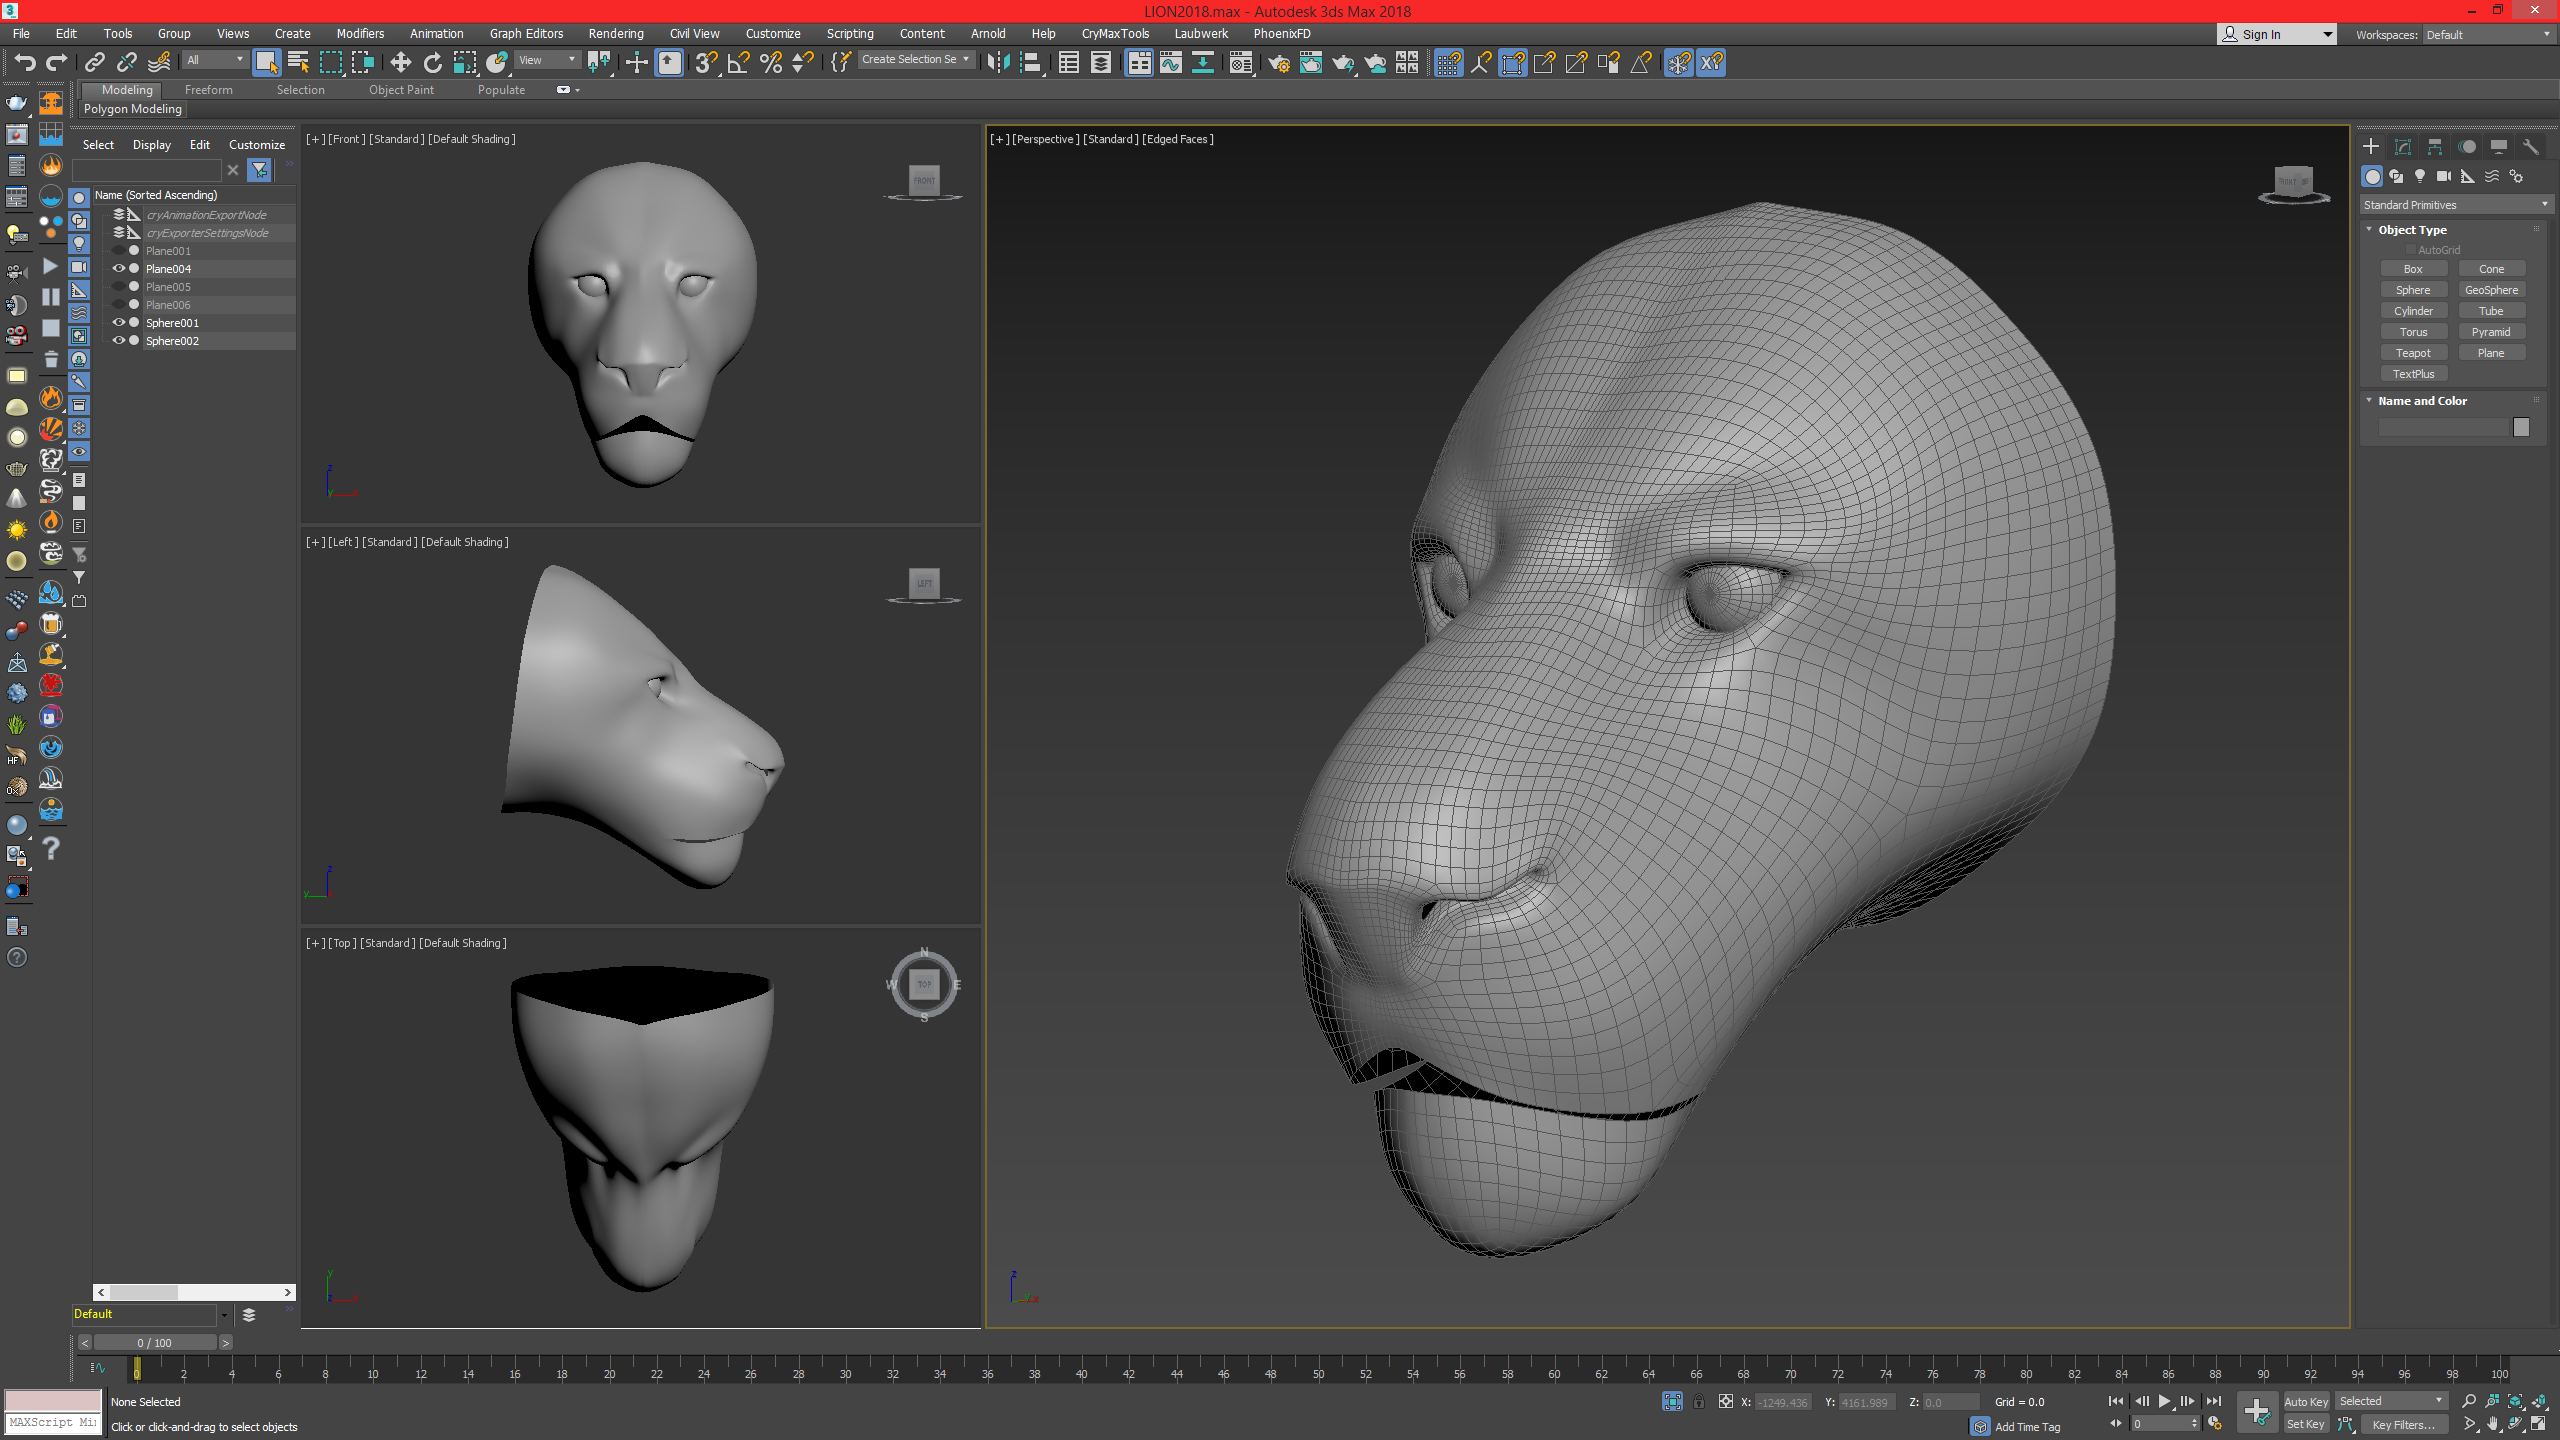 LION2018.max - Autodesk 3ds Max 2018
File Edit Tools Group Views Create Modifiers Animation Graph Editors Rendering Civil View Customize Scripting Content Arnold Help CryMaxTools Laubwerk PhoenixFD Sign In Workspaces: Default
All View Create Selection Se
Modeling Freeform Selection Object Paint Populate
Polygon Modeling
Select Display Edit Customize
Name (Sorted Ascending)
cryAnimationExportNode
cryExporterSettingsNode
Plane001
Plane004
Plane005
Plane006
Sphere001
Sphere002
Default
[+] [Front] [Standard] [Default Shading]
FRONT
z
y x
[+] [Left] [Standard] [Default Shading]
LEFT
z
y
[+] [Top] [Standard] [Default Shading]
N
W TOP E
S
y
z x
[+] [Perspective] [Standard] [Edged Faces]
z
y x
Standard Primitives
Object Type
AutoGrid
Box Cone
Sphere GeoSphere
Cylinder Tube
Torus Pyramid
Teapot Plane
TextPlus
Name and Color
HF
Ox
< 0 / 100 >
0 2 4 6 8 10 12 14 16 18 20 22 24 26 28 30 32 34 36 38 40 42 44 46 48 50 52 54 56 58 60 62 64 66 68 70 72 74 76 78 80 82 84 86 88 90 92 94 96 98 100
None Selected X: -1249.436 Y: 4161.989 Z: 0.0 Grid = 0.0 Auto Key Selected
MAXScript Mi
Click or click-and-drag to select objects Add Time Tag 0 Set Key Key Filters...